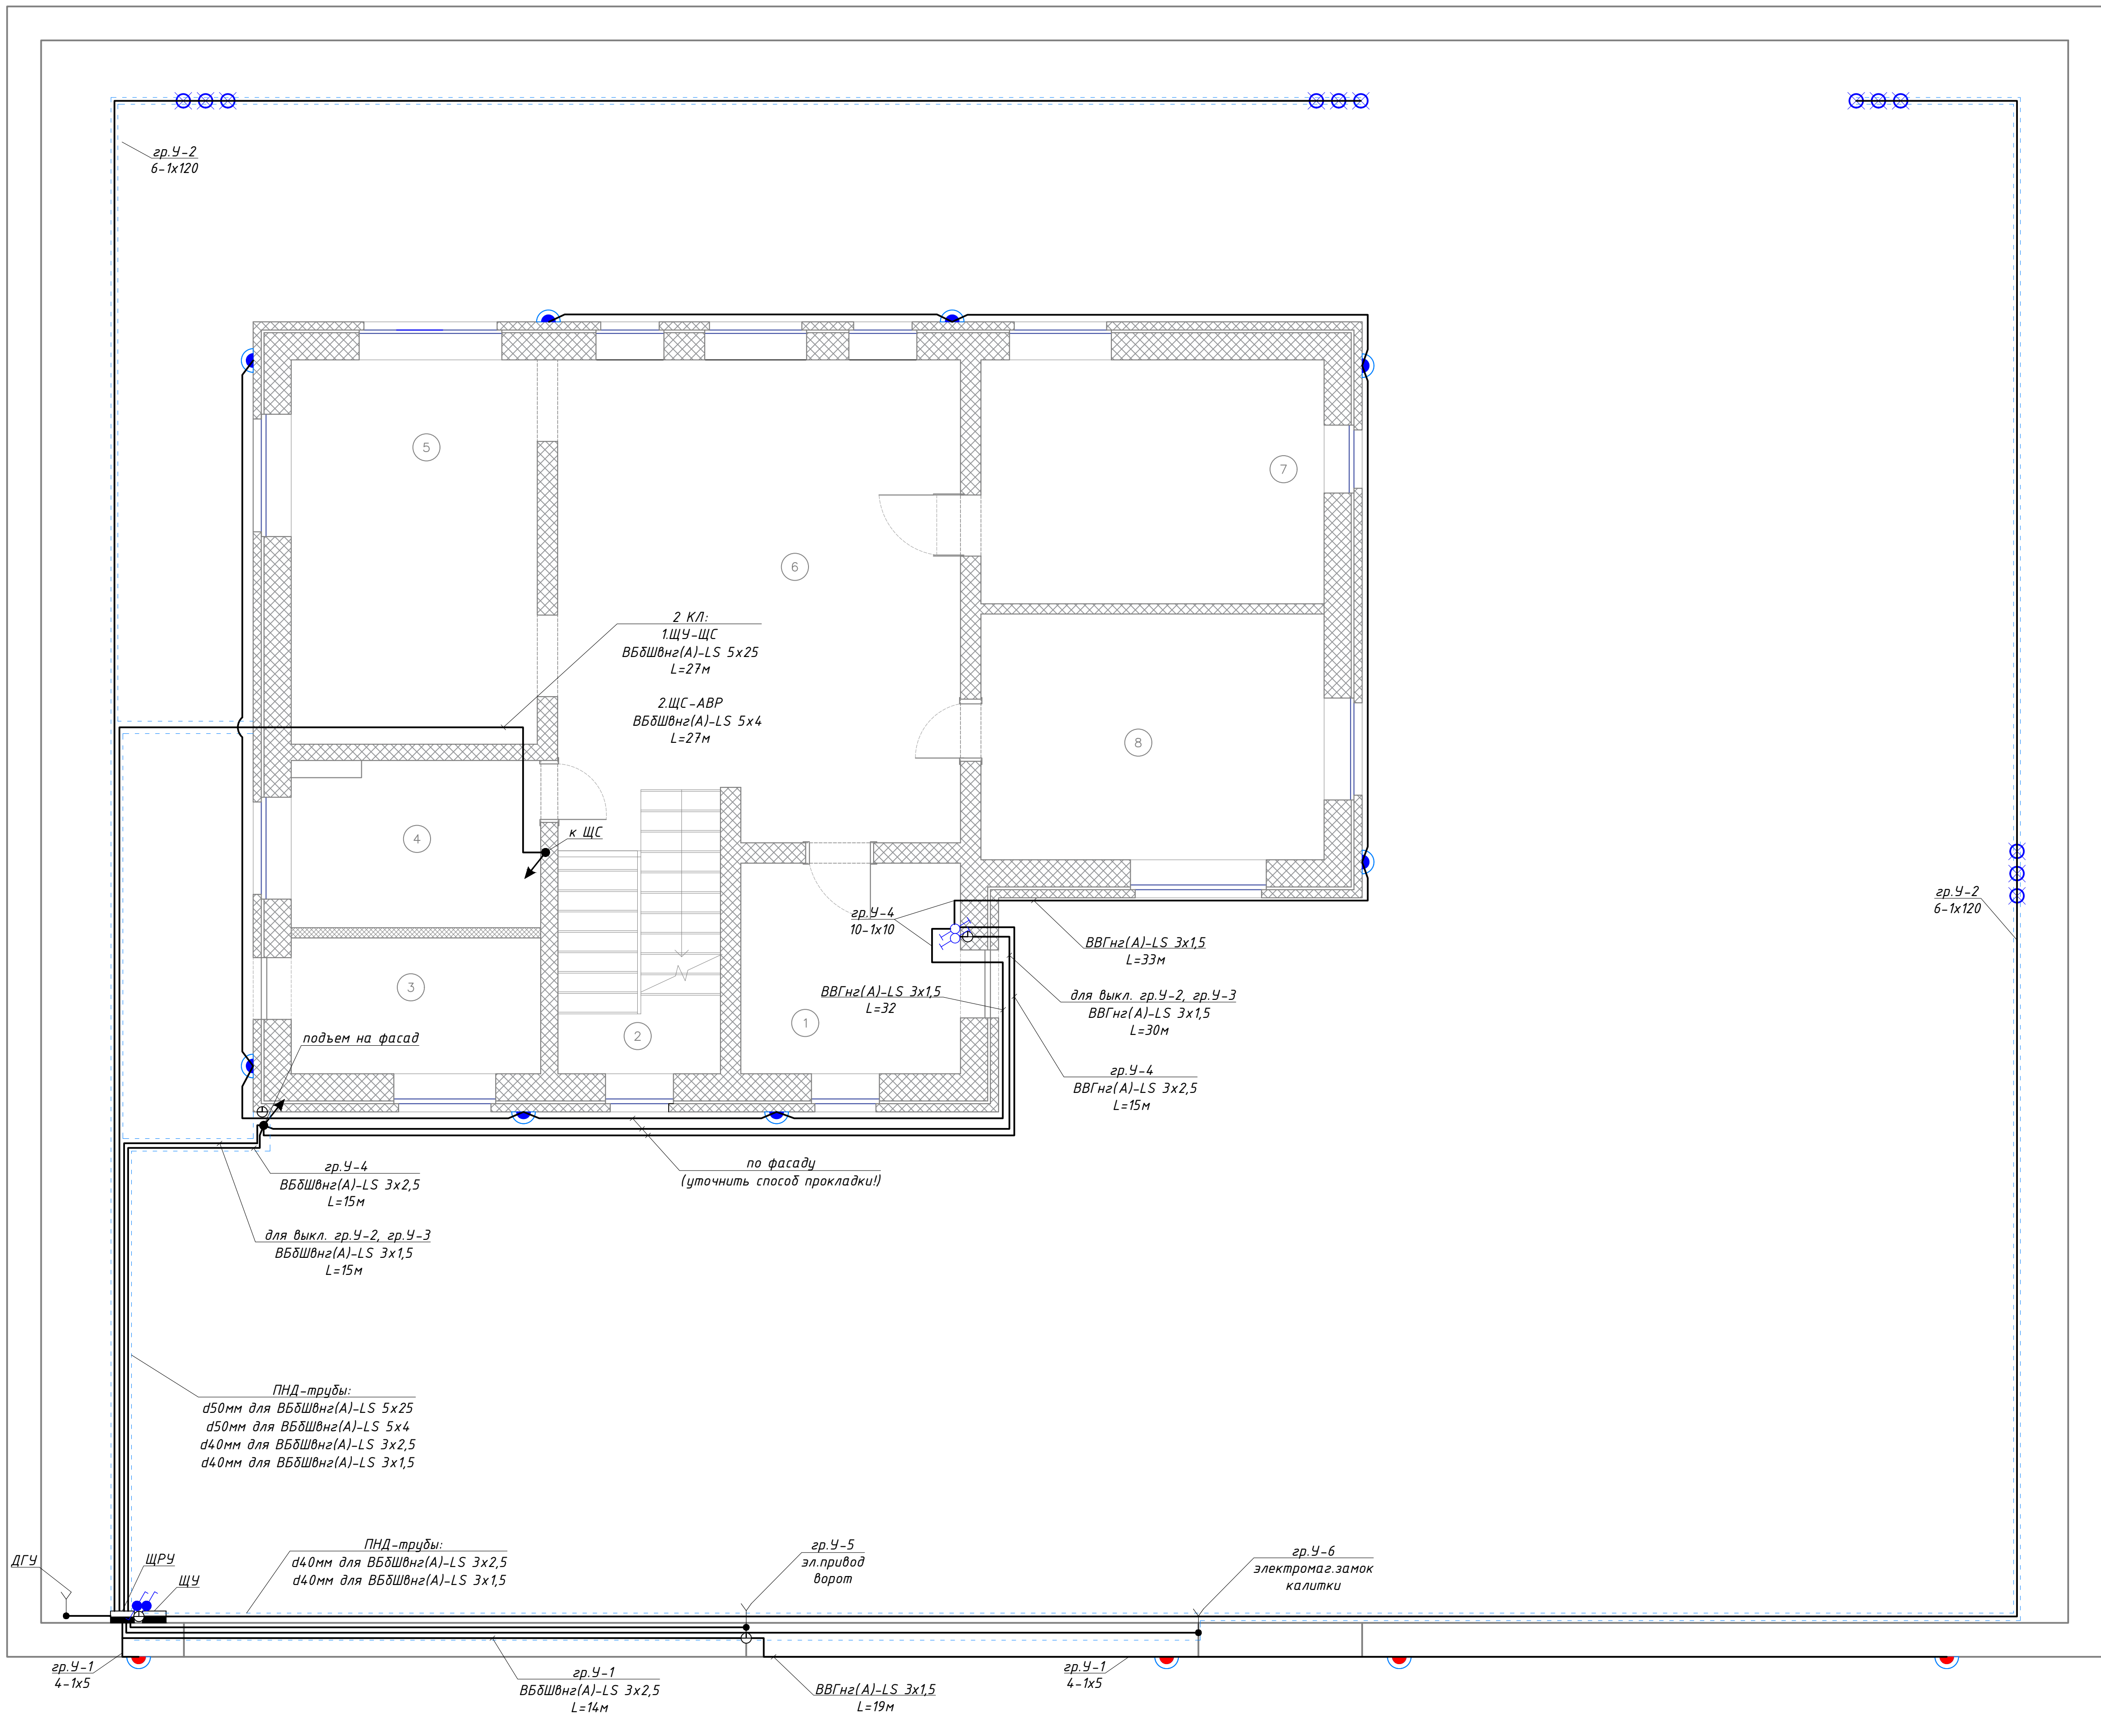 гр.У-2
6-1х120
5
7
6
2 КЛ:
1.ЩУ-ЩС
ВБбШвнг(А)-LS 5х25
L=27м
2.ЩС-АВР
ВБбШвнг(А)-LS 5х4
L=27м
8
4
к ЩС
гр.У-2
6-1х120
гр.У-4
10-1х10
ВВГнг(А)-LS 3х1,5
L=33м
3
ВВГнг(А)-LS 3х1,5
L=32
для выкл. гр.У-2, гр.У-3
ВВГнг(А)-LS 3х1,5
L=30м
1
2
подъем на фасад
гр.У-4
ВВГнг(А)-LS 3х2,5
L=15м
гр.У-4
ВБбШвнг(А)-LS 3х2,5
L=15м
по фасаду
(уточнить способ прокладки!)
для выкл. гр.У-2, гр.У-3
ВБбШвнг(А)-LS 3х1,5
L=15м
ПНД-трубы:
d50мм для ВБбШвнг(А)-LS 5х25
d50мм для ВБбШвнг(А)-LS 5х4
d40мм для ВБбШвнг(А)-LS 3х2,5
d40мм для ВБбШвнг(А)-LS 3х1,5
ДГУ
ЩРУ
ЩУ
ПНД-трубы:
d40мм для ВБбШвнг(А)-LS 3х2,5
d40мм для ВБбШвнг(А)-LS 3х1,5
гр.У-5
эл.привод
ворот
гр.У-6
электромаг.замок
калитки
гр.У-1
4-1х5
гр.У-1
ВБбШвнг(А)-LS 3х2,5
L=14м
ВВГнг(А)-LS 3х1,5
L=19м
гр.У-1
4-1х5